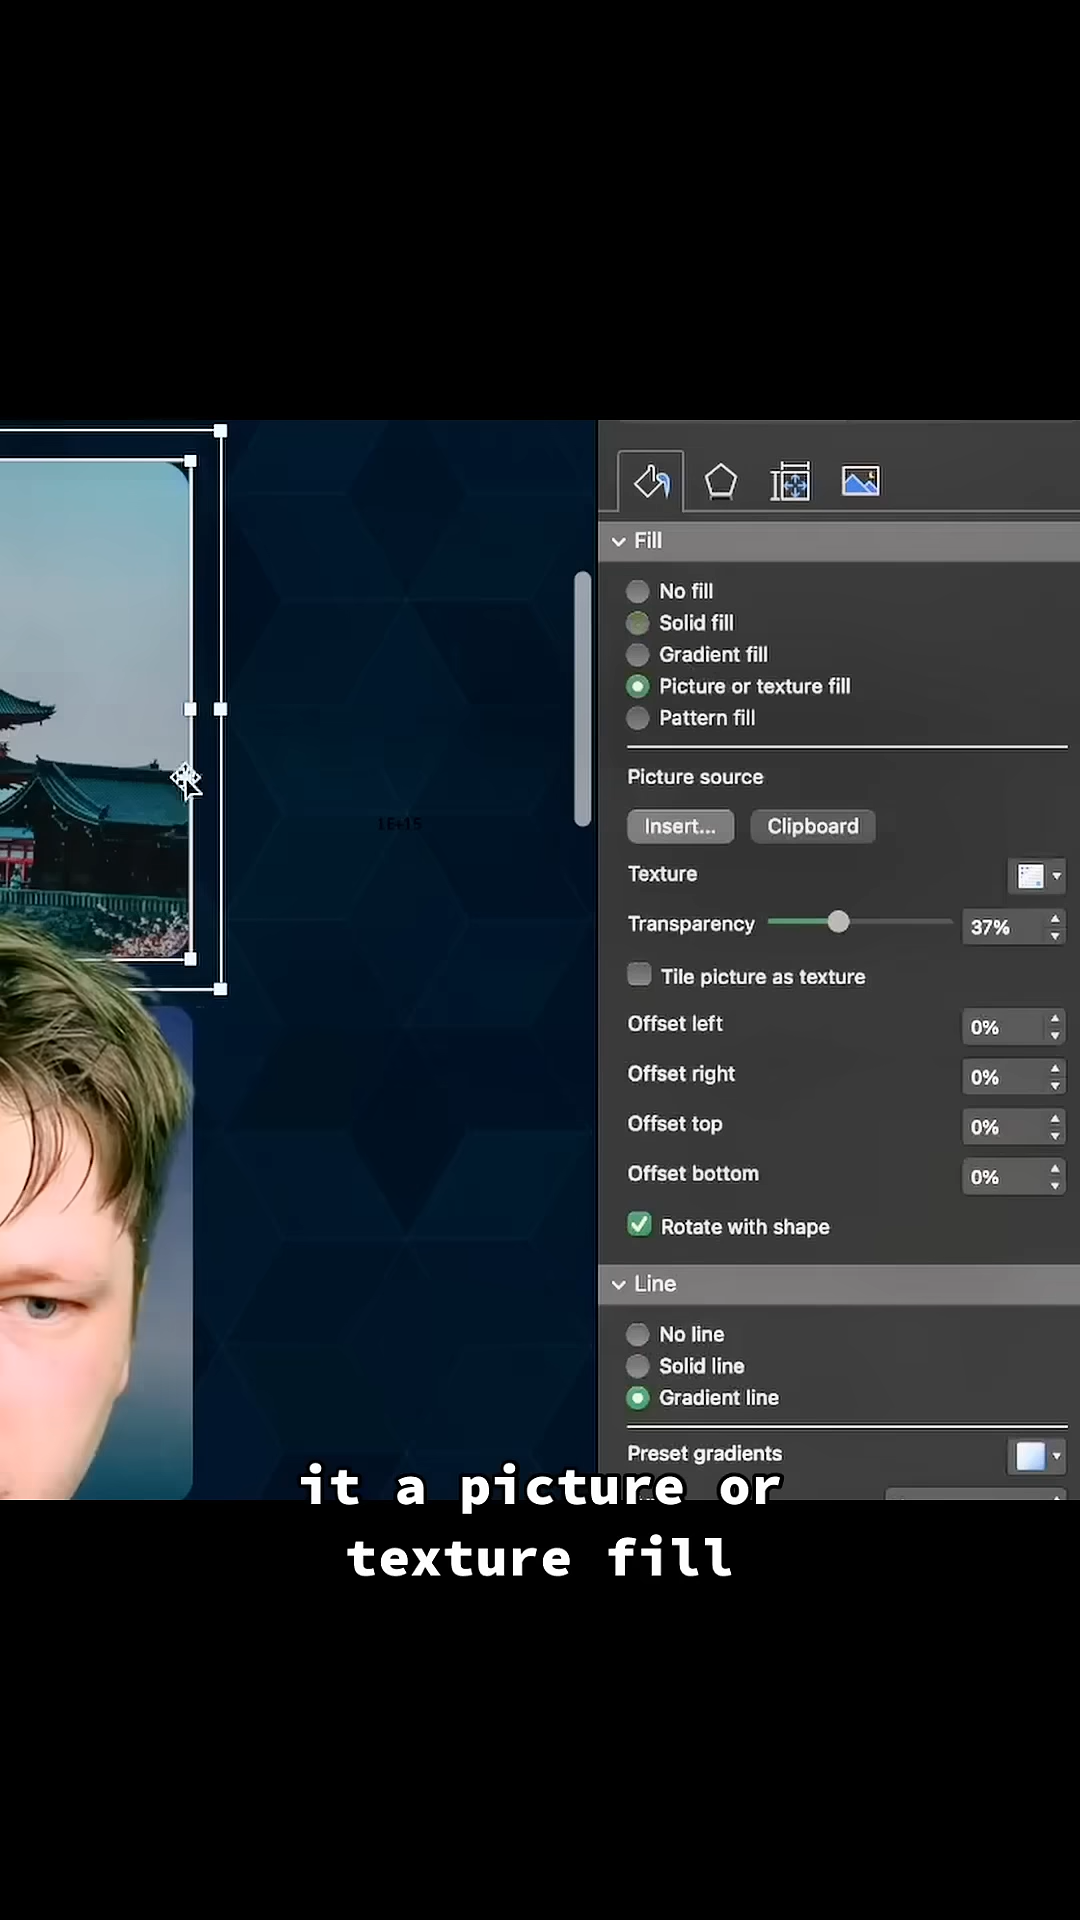 Fill
No fill
Solid fill
Gradient fill
Picture or texture fill
Pattern fill
Picture source
Insert...
Clipboard
Texture
Transparency
37%
Tile picture as texture
Offset left
0%
Offset right
0%
Offset top
0%
Offset bottom
0%
Rotate with shape
Line
No line
Solid line
Gradient line
Preset gradients
1E+15
it a picture or
texture fill